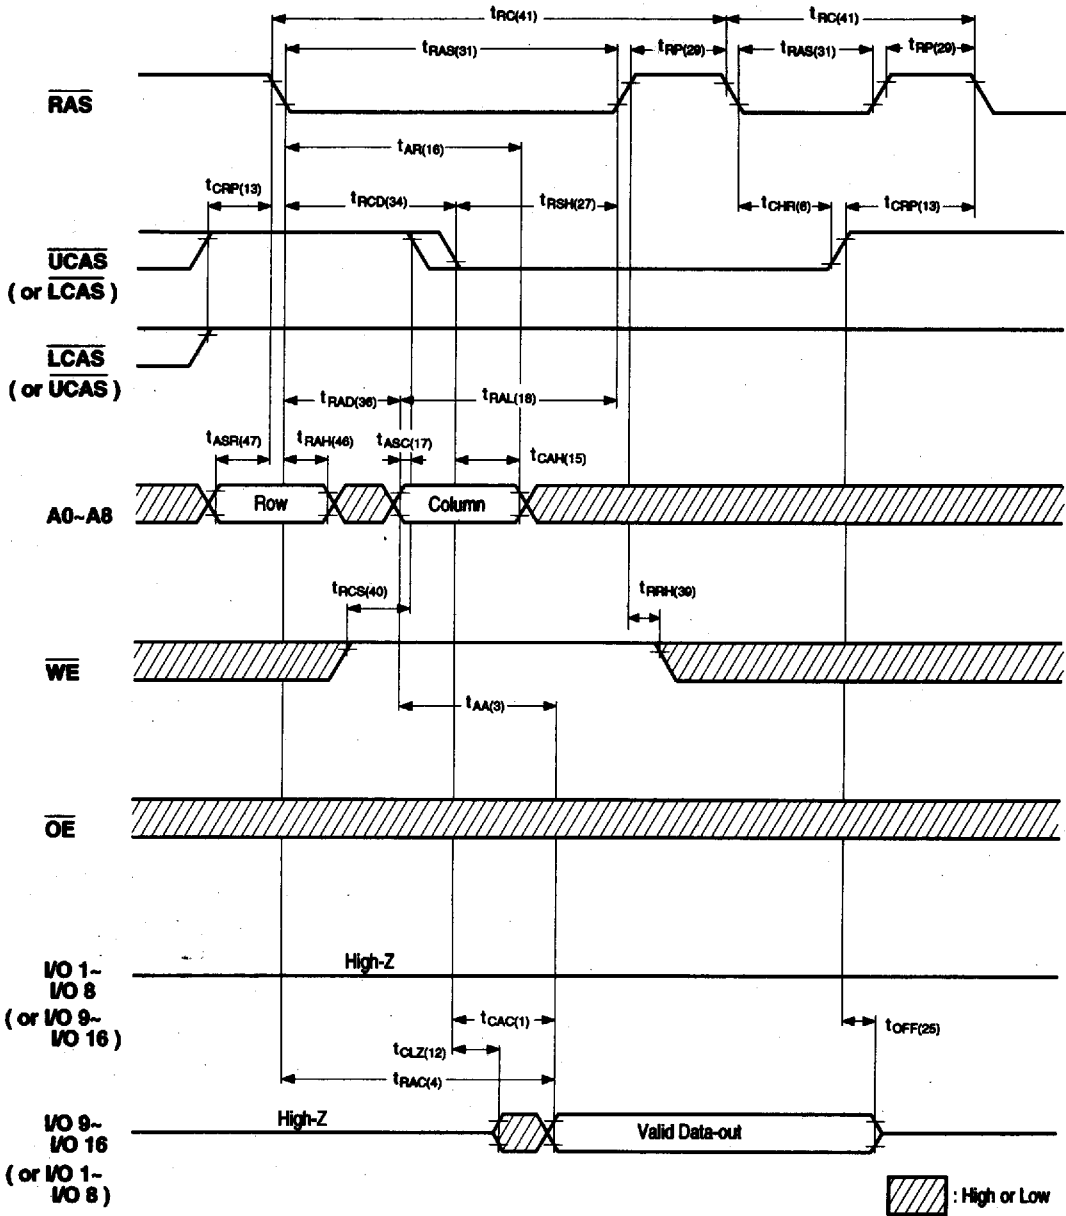 tRC(41) tRC(41)
tRAS(31) tRP(29) tRAS(31) tRP(29)
RAS
tAR(16)
tCRP(13) tRCD(34) tRSH(27) tCHR(6) tCRP(13)
UCAS
( or LCAS )
LCAS
( or UCAS )
tRAD(36) tRAL(18)
tASR(47) tRAH(46) tASC(17) tCAH(15)
A0~A8 Row Column
tRCS(40) tRRH(39)
WE
tAA(3)
OE
I/O 1~ High-Z
I/O 8
( or I/O 9~
I/O 16 )
tCAC(1) tOFF(25)
tCLZ(12)
tRAC(4)
I/O 9~ High-Z Valid Data-out
I/O 16
( or I/O 1~
I/O 8 )
: High or Low